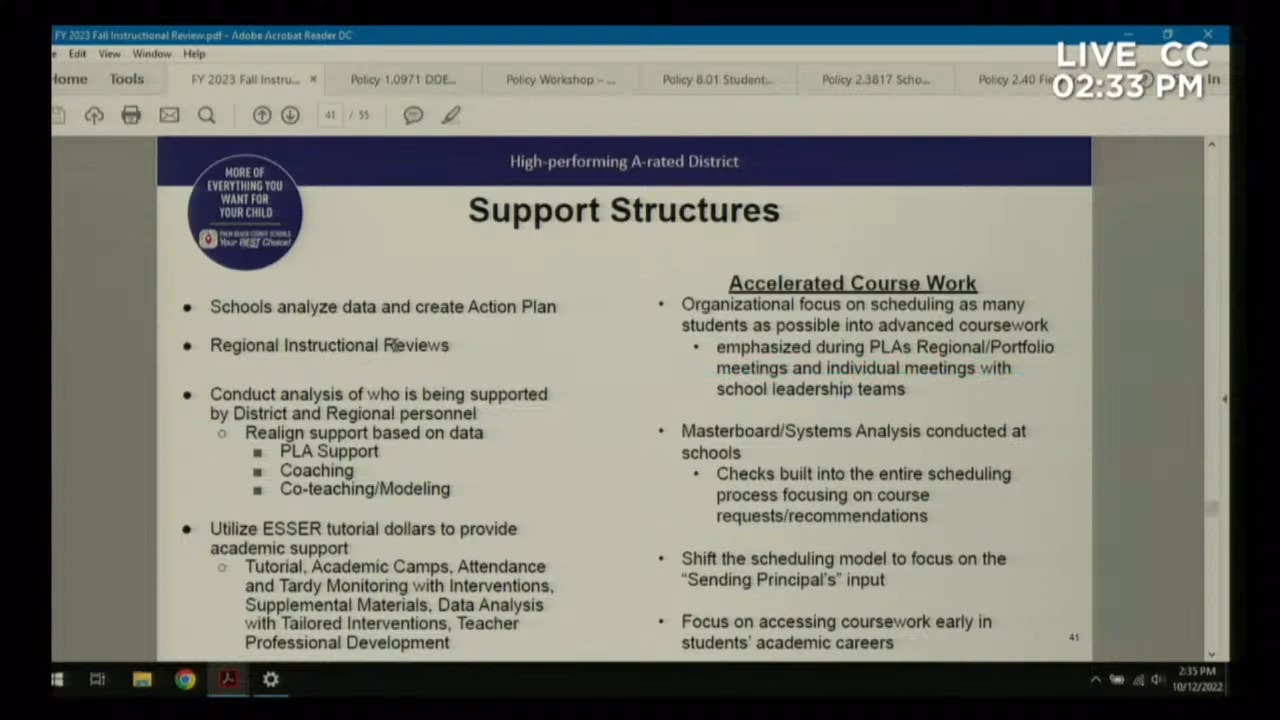 FY 2023 Fall Instructional Review.pdf - Adobe Acrobat Reader DC
Edit View Window Help
LIVE CC
02:33 PM
Home Tools FY 2023 Fall Instru... × Policy 1.0971 DDE... Policy Workshop – ... Policy 8.01 Student... Policy 2.3817 Scho... Policy 2.40 In
41 / 55
High-performing A-rated District
MORE OF
EVERYTHING YOU
WANT FOR
YOUR CHILD
PALM BEACH COUNTY SCHOOLS
Your BEST Choice!
Support Structures
• Schools analyze data and create Action Plan
• Regional Instructional Reviews
• Conduct analysis of who is being supported
by District and Regional personnel
○ Realign support based on data
■ PLA Support
■ Coaching
■ Co-teaching/Modeling
• Utilize ESSER tutorial dollars to provide
academic support
○ Tutorial, Academic Camps, Attendance
and Tardy Monitoring with Interventions,
Supplemental Materials, Data Analysis
with Tailored Interventions, Teacher
Professional Development
Accelerated Course Work
• Organizational focus on scheduling as many
students as possible into advanced coursework
• emphasized during PLAs Regional/Portfolio
meetings and individual meetings with
school leadership teams
• Masterboard/Systems Analysis conducted at
schools
• Checks built into the entire scheduling
process focusing on course
requests/recommendations
• Shift the scheduling model to focus on the
“Sending Principal’s” input
• Focus on accessing coursework early in
students’ academic careers
41
2:35 PM
10/12/2022